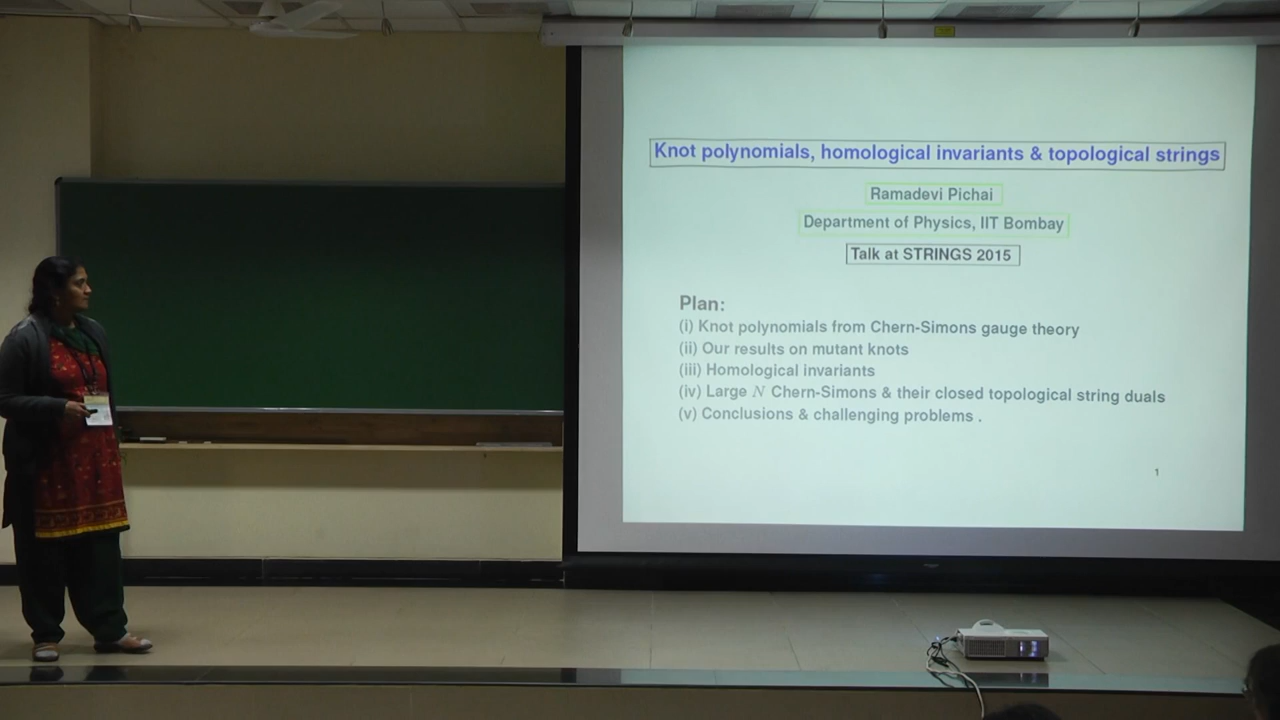 Knot polynomials, homological invariants & topological strings
Ramadevi Pichai
Department of Physics, IIT Bombay
Talk at STRINGS 2015
Plan:
(i) Knot polynomials from Chern-Simons gauge theory
(ii) Our results on mutant knots
(iii) Homological invariants
(iv) Large N Chern-Simons & their closed topological string duals
(v) Conclusions & challenging problems .
1